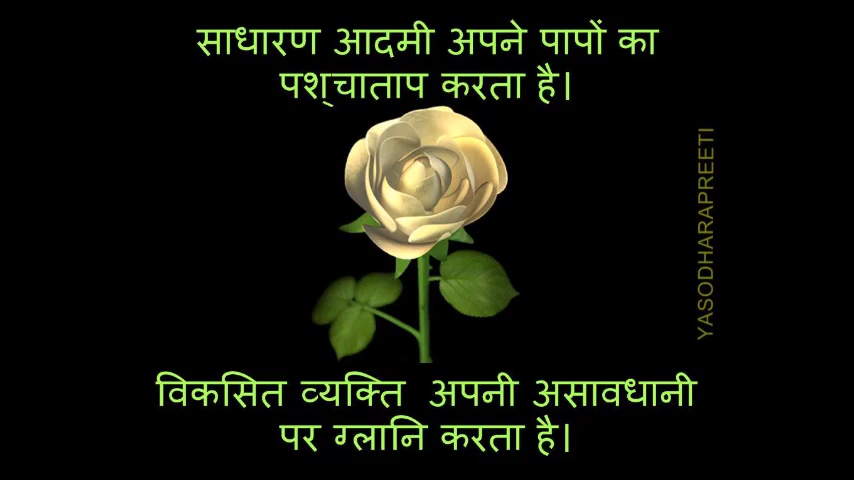 साधारण आदमी अपने पापों का
पश्चाताप करता है।
YASODHARAPREETI
विकसित व्यक्ति अपनी असावधानी
पर ग्लानि करता है।